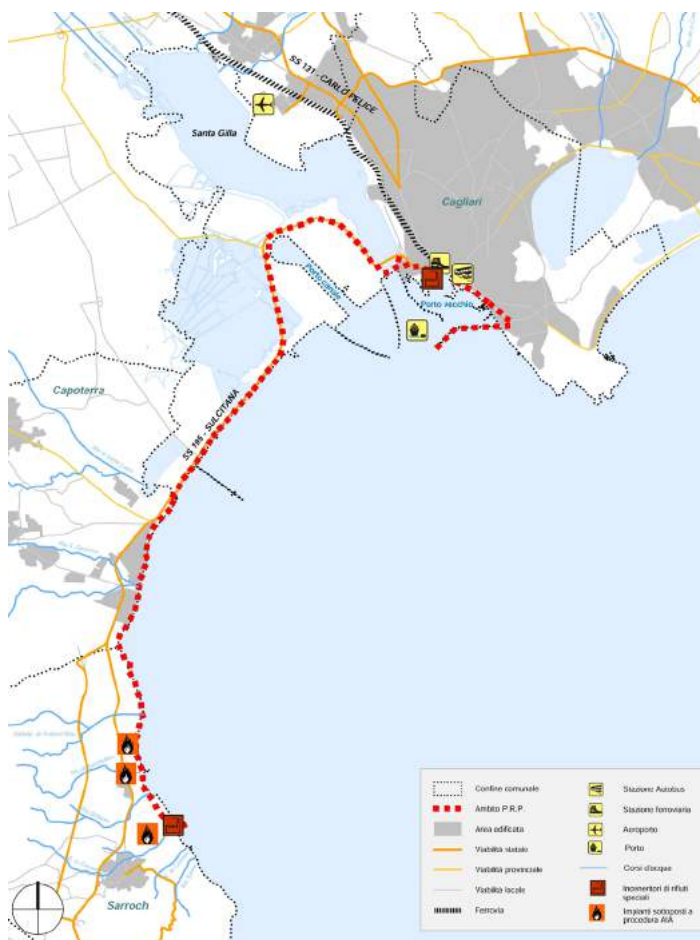 SS 131 - CARLO FELICE
Santa Gilla
Cagliari
Porto canale
Porto vecchio
Capoterra
SS 195 - SULCITANA
Sarroch
Confine comunale
Ambito P.R.P.
Area edificata
Viabilità statale
Viabilità provinciale
Viabilità locale
Ferrovia
Stazione Autobus
Stazione ferroviaria
Aeroporto
Porto
Corsi d'acqua
Inceneritori di rifiuti
speciali
Impianti sottoposti a
procedura AIA